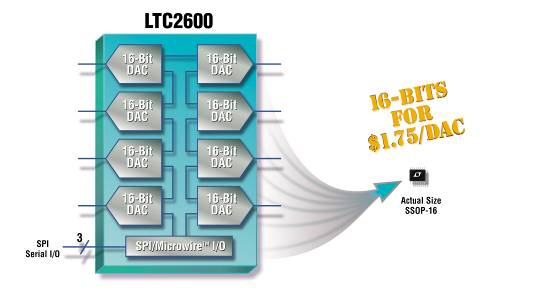 LTC2600
16-Bit
DAC
16-Bit
DAC
16-Bit
DAC
16-Bit
DAC
16-Bit
DAC
16-Bit
DAC
16-Bit
DAC
16-Bit
DAC
SPI
Serial I/O
3
SPI/Microwire™ I/O
16-BITS
FOR
$1.75/DAC
Actual Size
SSOP-16